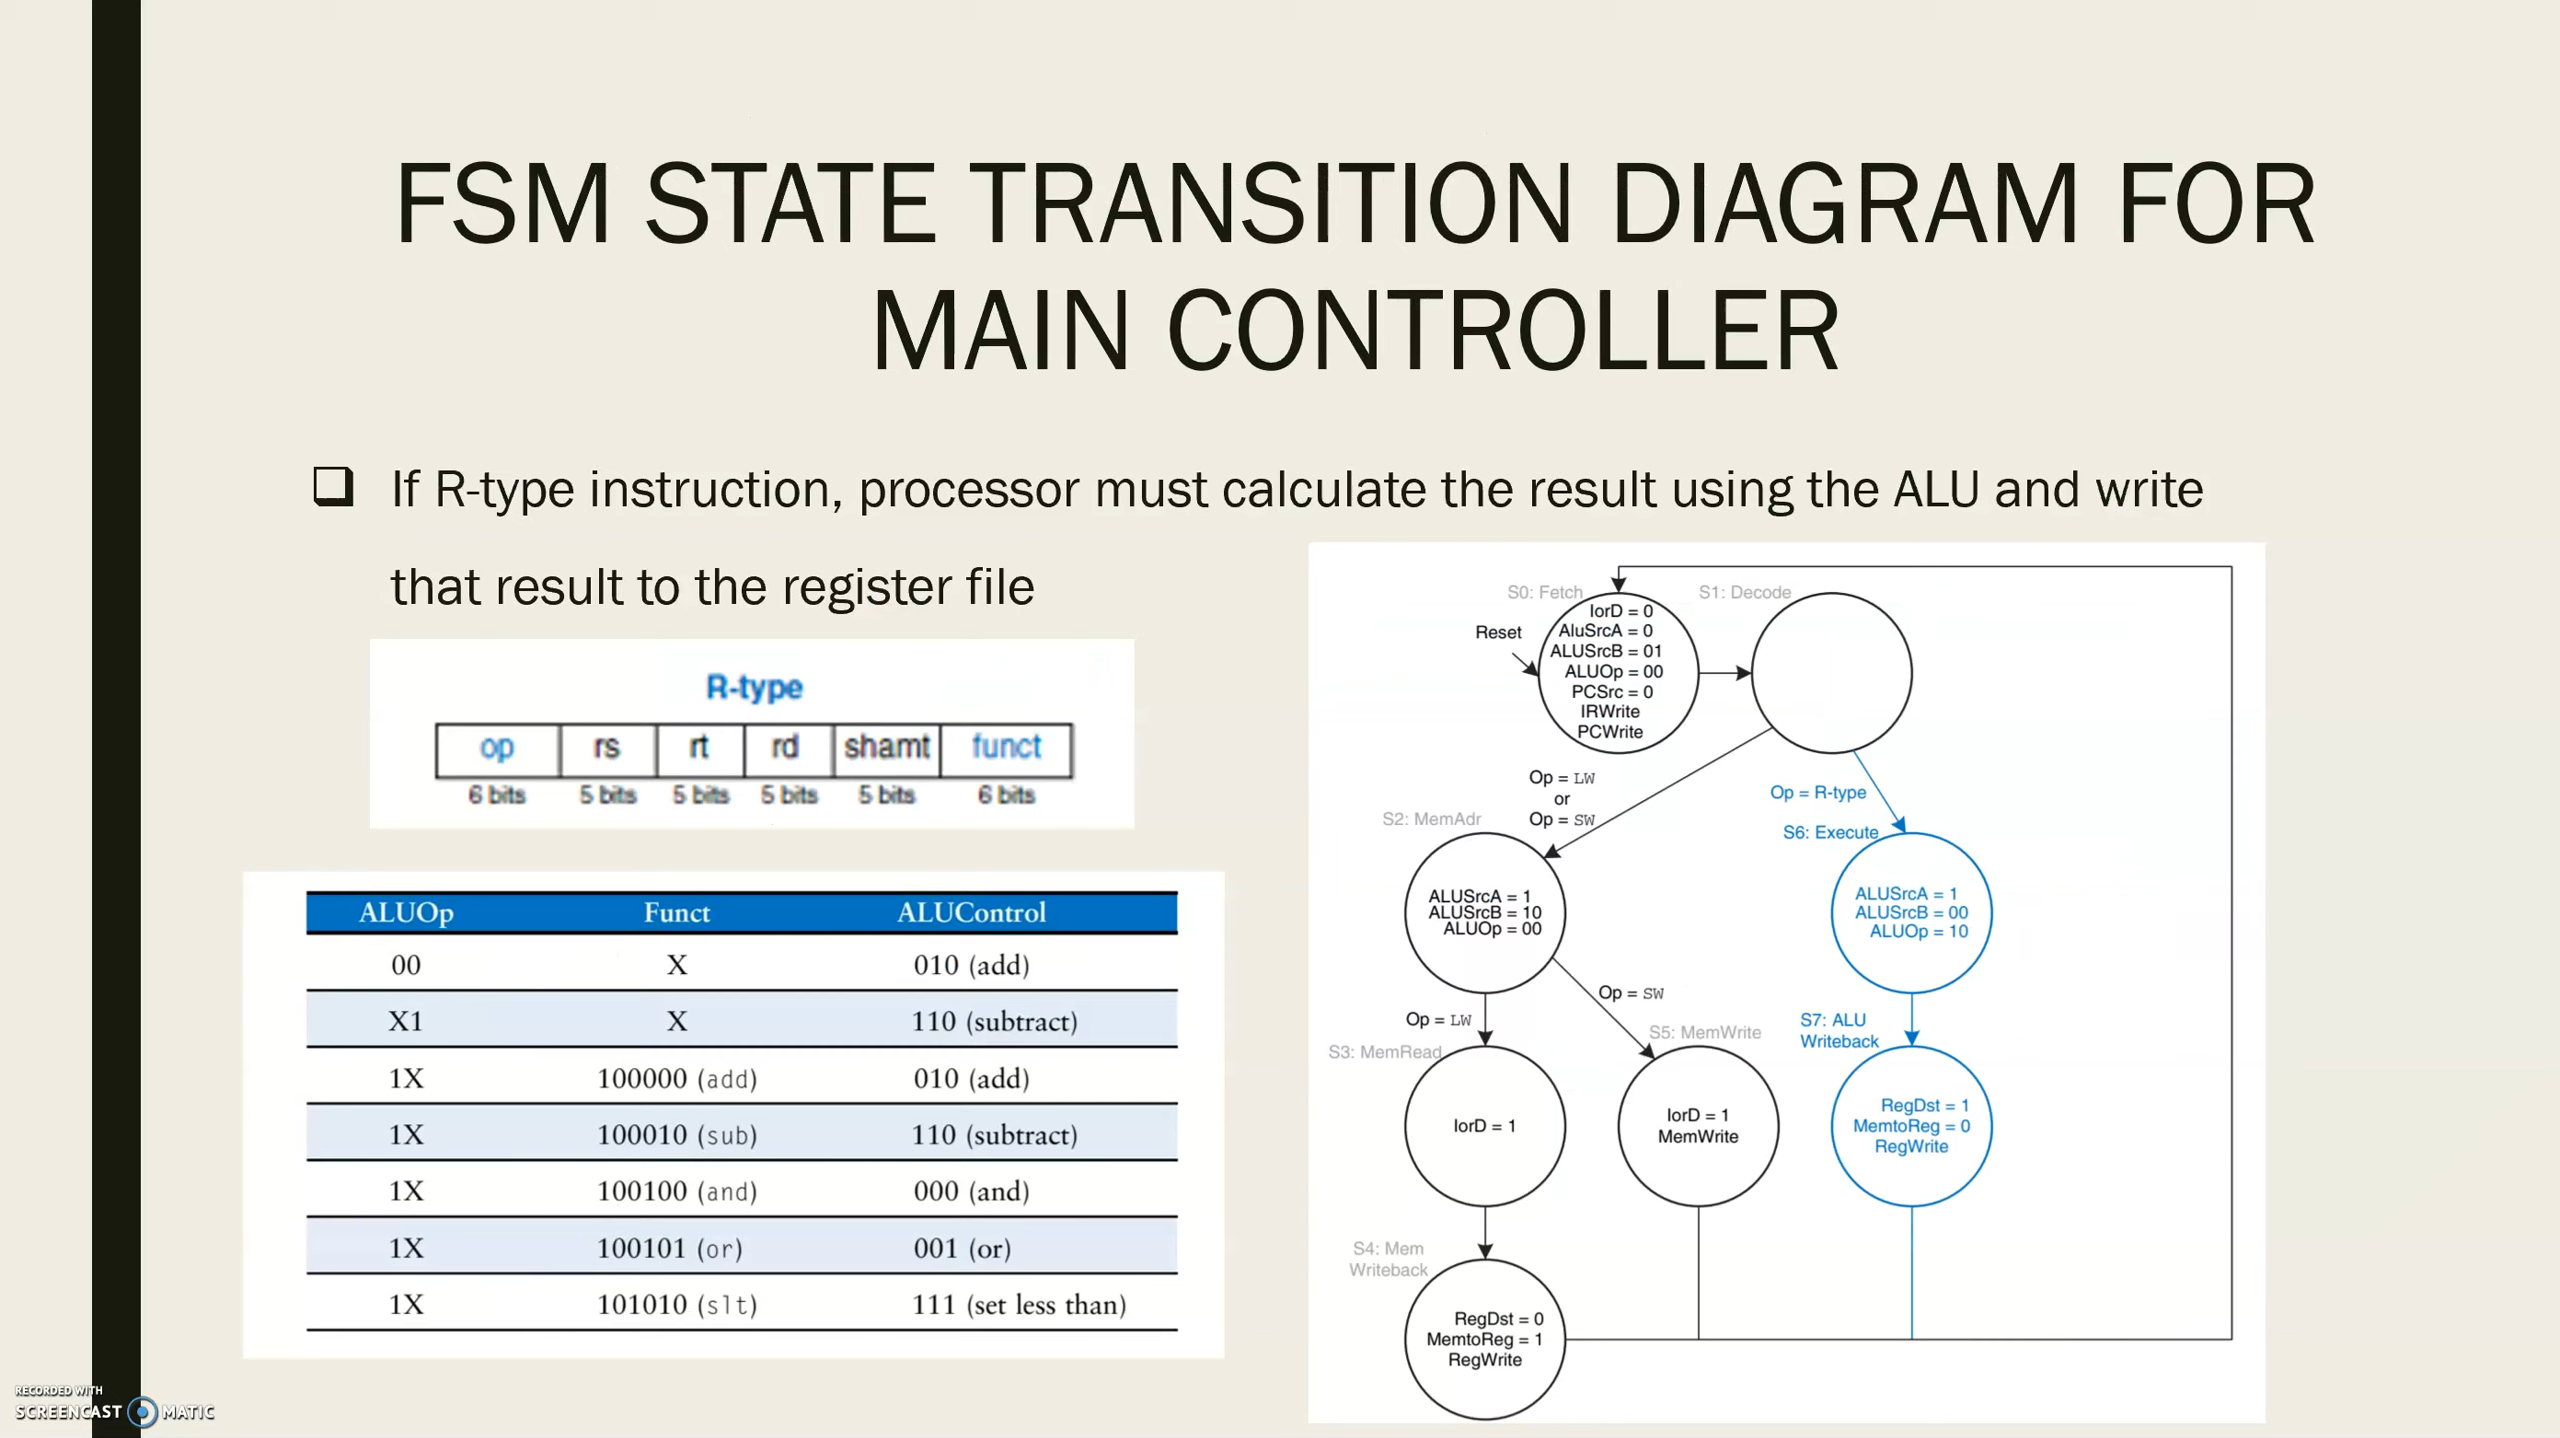 FSM STATE TRANSITION DIAGRAM FOR
MAIN CONTROLLER
❑ If R-type instruction, processor must calculate the result using the ALU and write
that result to the register file
R-type
op rs rt rd shamt funct
6 bits 5 bits 5 bits 5 bits 5 bits 6 bits
ALUOp Funct ALUControl
00 X 010 (add)
X1 X 110 (subtract)
1X 100000 (add) 010 (add)
1X 100010 (sub) 110 (subtract)
1X 100100 (and) 000 (and)
1X 100101 (or) 001 (or)
1X 101010 (slt) 111 (set less than)
S0: Fetch
S1: Decode
Reset
IorD = 0
AluSrcA = 0
ALUSrcB = 01
ALUOp = 00
PCSrc = 0
IRWrite
PCWrite
Op = LW
or
Op = SW
Op = R-type
S2: MemAdr
S6: Execute
ALUSrcA = 1
ALUSrcB = 10
ALUOp = 00
ALUSrcA = 1
ALUSrcB = 00
ALUOp = 10
Op = LW
Op = SW
S3: MemRead
S5: MemWrite
S7: ALU
Writeback
IorD = 1
IorD = 1
MemWrite
RegDst = 1
MemtoReg = 0
RegWrite
S4: Mem
Writeback
RegDst = 0
MemtoReg = 1
RegWrite
RECORDED WITH
SCREENCAST MATIC